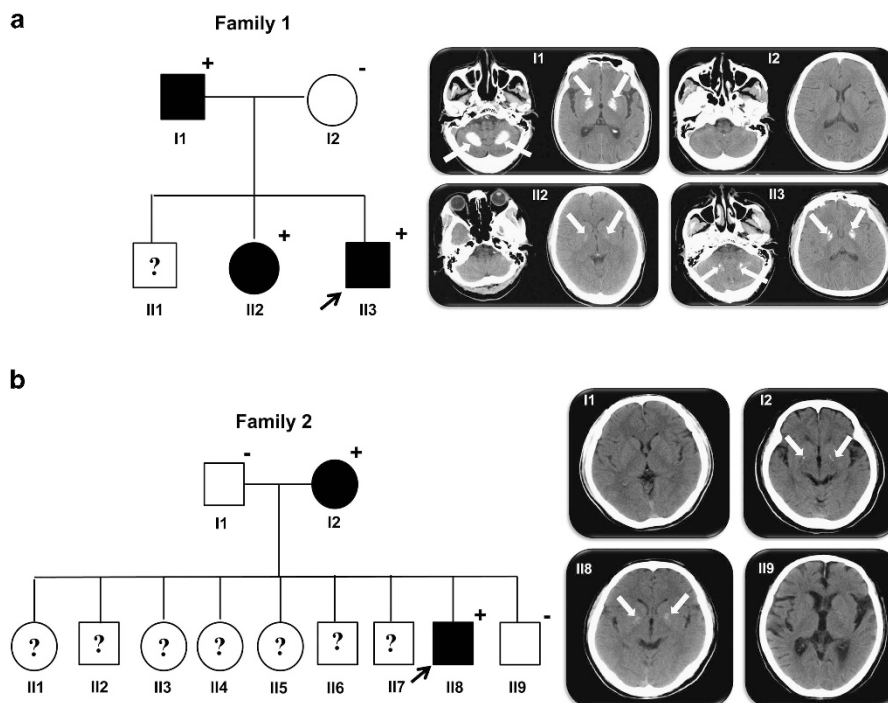 a
Family 1
+
-
I1
I2
?
+
+
II1
II2
II3
I1
I2
II2
II3
b
Family 2
-
+
I1
I2
?
?
?
?
?
?
?
+
-
II1
II2
II3
II4
II5
II6
II7
II8
II9
I1
I2
II8
II9